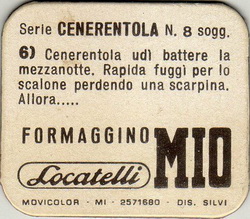 Serie CENERENTOLA N. 8 sogg.
6) Cenerentola udì battere la
mezzanotte. Rapida fuggì per lo
scalone perdendo una scarpina.
Allora.....
FORMAGGINO MIO
Locatelli
MOVICOLOR - MI - 2571680 - DIS. SILVI